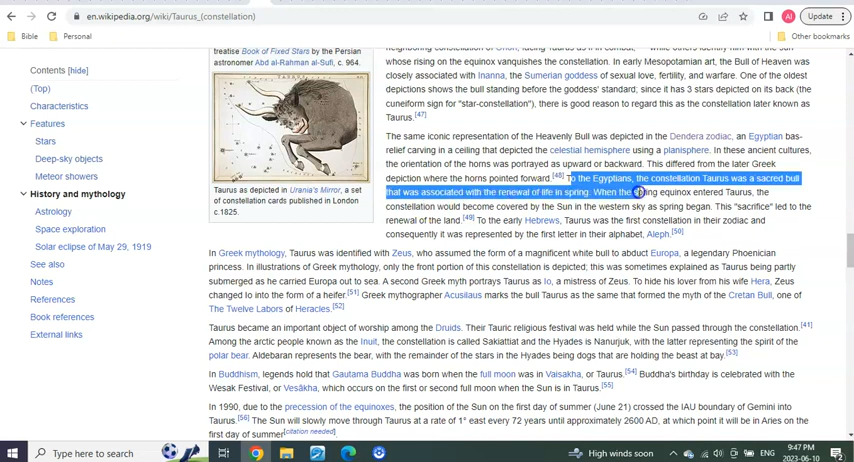 en.wikipedia.org/wiki/Taurus_(constellation)
AI
Update
Bible
Personal
Other bookmarks
treatise Book of Fixed Stars by the Persian
astronomer Abd al-Rahman al-Sufi, c. 964.
Taurus as depicted in Urania's Mirror, a set
of constellation cards published in London
c.1825.
Contents [hide]
(Top)
Characteristics
Features
Stars
Deep-sky objects
Meteor showers
History and mythology
Astrology
Space exploration
Solar eclipse of May 29, 1919
See also
Notes
References
Book references
External links
neighboring constellation of Orion, facing Taurus as if in combat, while others identify him with the sun
whose rising on the equinox vanquishes the constellation. In early Mesopotamian art, the Bull of Heaven was
closely associated with Inanna, the Sumerian goddess of sexual love, fertility, and warfare. One of the oldest
depictions shows the bull standing before the goddess' standard; since it has 3 stars depicted on its back (the
cuneiform sign for "star-constellation"), there is good reason to regard this as the constellation later known as
Taurus.[47]
The same iconic representation of the Heavenly Bull was depicted in the Dendera zodiac, an Egyptian bas-
relief carving in a ceiling that depicted the celestial hemisphere using a planisphere. In these ancient cultures,
the orientation of the horns was portrayed as upward or backward. This differed from the later Greek
depiction where the horns pointed forward.[48] To the Egyptians, the constellation Taurus was a sacred bull
that was associated with the renewal of life in spring. When the spring equinox entered Taurus, the
constellation would become covered by the Sun in the western sky as spring began. This "sacrifice" led to the
renewal of the land.[49] To the early Hebrews, Taurus was the first constellation in their zodiac and
consequently it was represented by the first letter in their alphabet, Aleph.[50]
In Greek mythology, Taurus was identified with Zeus, who assumed the form of a magnificent white bull to abduct Europa, a legendary Phoenician
princess. In illustrations of Greek mythology, only the front portion of this constellation is depicted; this was sometimes explained as Taurus being partly
submerged as he carried Europa out to sea. A second Greek myth portrays Taurus as Io, a mistress of Zeus. To hide his lover from his wife Hera, Zeus
changed Io into the form of a heifer.[51] Greek mythographer Acusilaus marks the bull Taurus as the same that formed the myth of the Cretan Bull, one of
The Twelve Labors of Heracles.[52]
Taurus became an important object of worship among the Druids. Their Tauric religious festival was held while the Sun passed through the constellation.[41]
Among the arctic people known as the Inuit, the constellation is called Sakiattiat and the Hyades is Nanurjuk, with the latter representing the spirit of the
polar bear. Aldebaran represents the bear, with the remainder of the stars in the Hyades being dogs that are holding the beast at bay.[53]
In Buddhism, legends hold that Gautama Buddha was born when the full moon was in Vaisakha, or Taurus.[54] Buddha's birthday is celebrated with the
Wesak Festival, or Vesākha, which occurs on the first or second full moon when the Sun is in Taurus.[55]
In 1990, due to the precession of the equinoxes, the position of the Sun on the first day of summer (June 21) crossed the IAU boundary of Gemini into
Taurus.[56] The Sun will slowly move through Taurus at a rate of 1° east every 72 years until approximately 2600 AD, at which point it will be in Aries on the
first day of summer[citation needed].
Type here to search
High winds soon
ENG
9:47 PM
2023-06-10
2